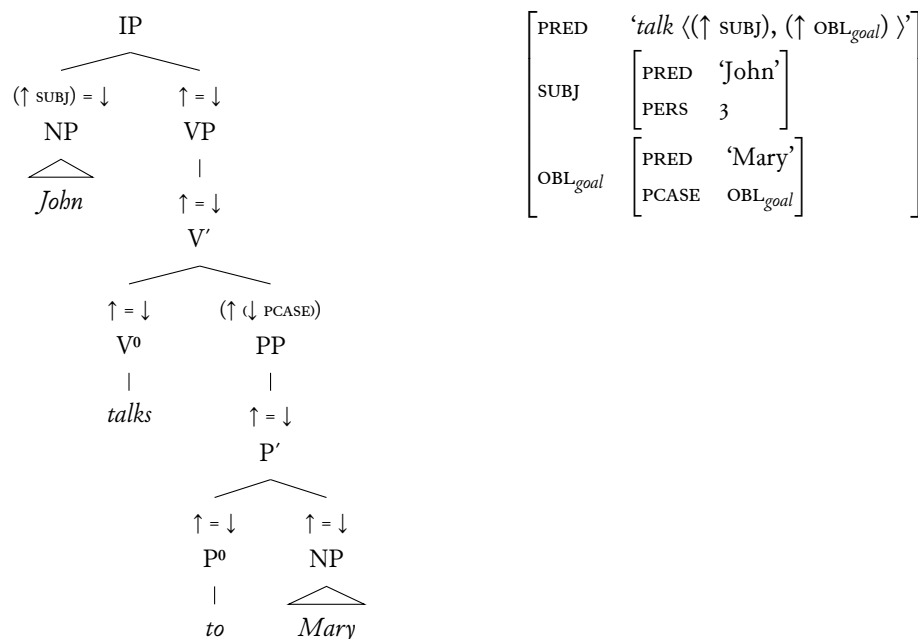 IP
(↑ SUBJ) = ↓ ↑ = ↓
NP VP
John ↑ = ↓
V′
↑ = ↓ (↑ (↓ PCASE))
V⁰ PP
talks ↑ = ↓
P′
↑ = ↓ ↑ = ↓
P⁰ NP
to Mary
PRED ‘talk ⟨(↑ SUBJ), (↑ OBLgoal) ⟩’
SUBJ
PRED ‘John’
PERS 3
OBLgoal
PRED ‘Mary’
PCASE OBLgoal